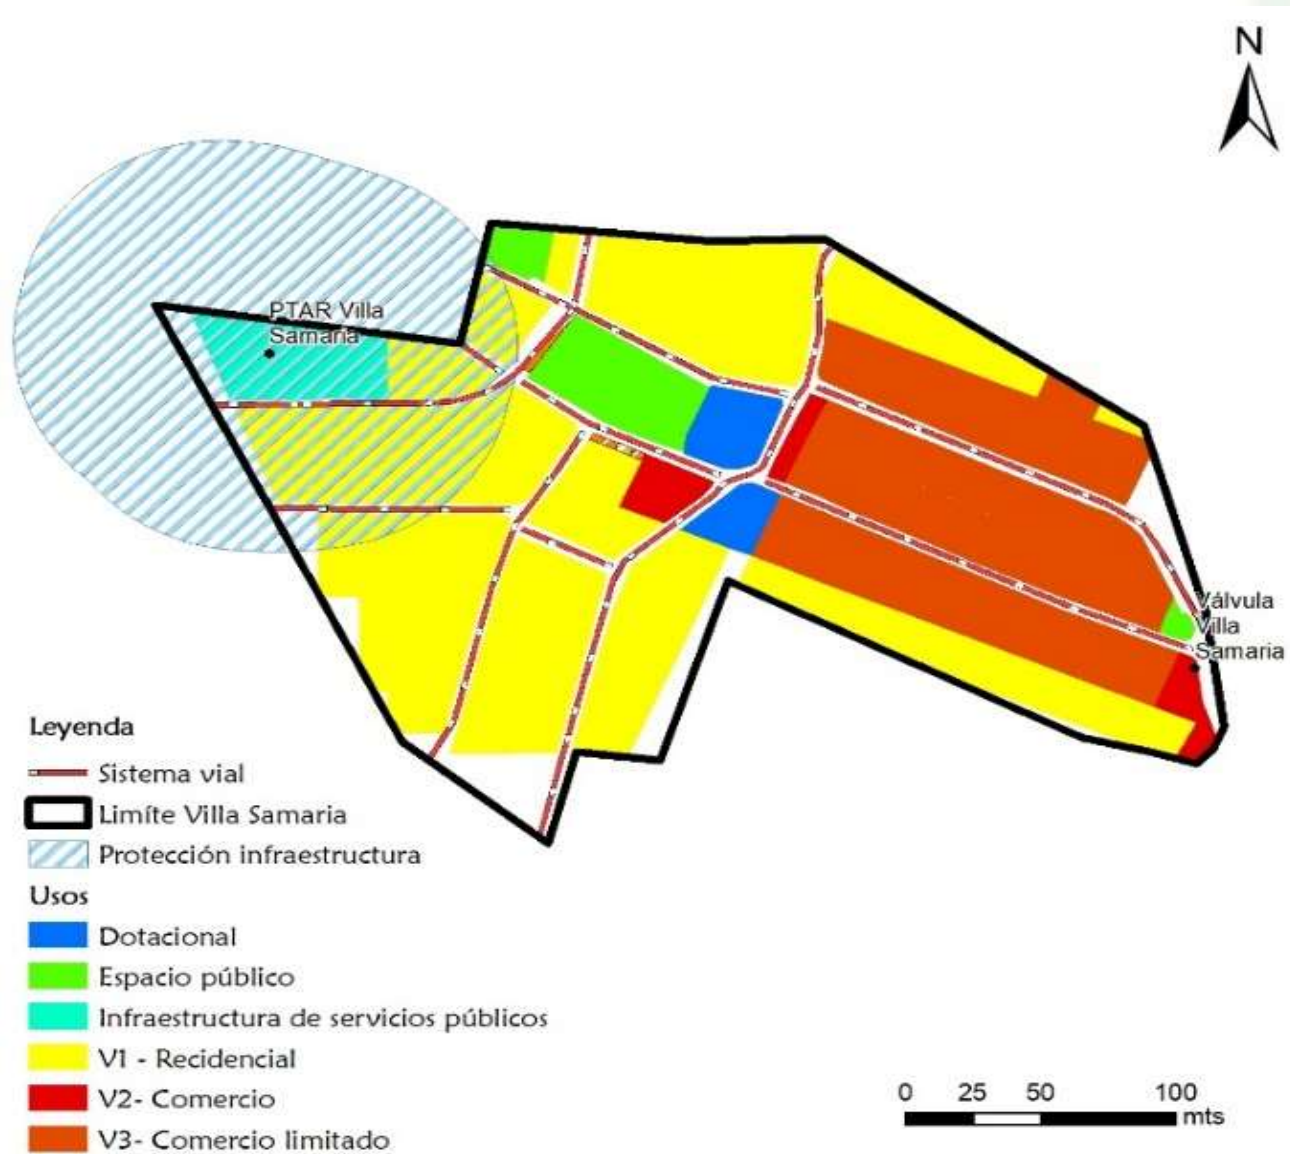 N
PTAR Villa
Samaria
Válvula
Villa
Samaria
Leyenda
Sistema vial
Limíte Villa Samaria
Protección infraestructura
Usos
Dotacional
Espacio público
Infraestructura de servicios públicos
V1 - Recidencial
V2- Comercio
V3- Comercio limitado
0 25 50 100
mts